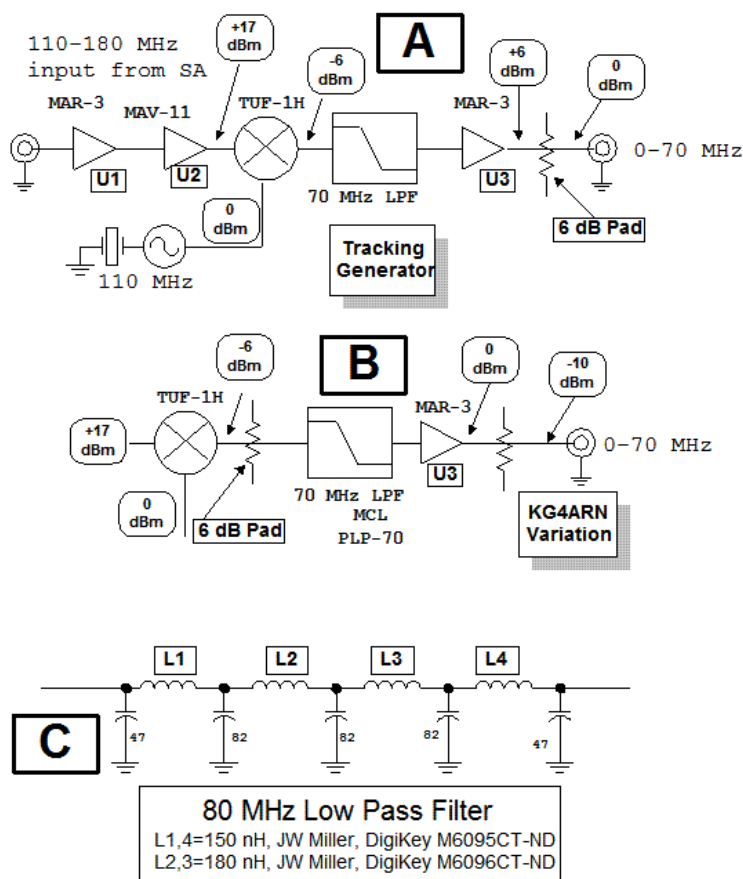 A
110-180 MHz
input from SA
+17
dBm
-6
dBm
+6
dBm
0
dBm
MAR-3
MAV-11
TUF-1H
MAR-3
U1
U2
U3
0-70 MHz
70 MHz LPF
0
dBm
6 dB Pad
110 MHz
Tracking
Generator
B
-6
dBm
0
dBm
-10
dBm
TUF-1H
MAR-3
+17
dBm
U3
0-70 MHz
0
dBm
6 dB Pad
70 MHz LPF
MCL
PLP-70
KG4ARN
Variation
L1
L2
L3
L4
C
47
82
82
82
47
80 MHz Low Pass Filter
L1,4=150 nH, JW Miller, DigiKey M6095CT-ND
L2,3=180 nH, JW Miller, DigiKey M6096CT-ND